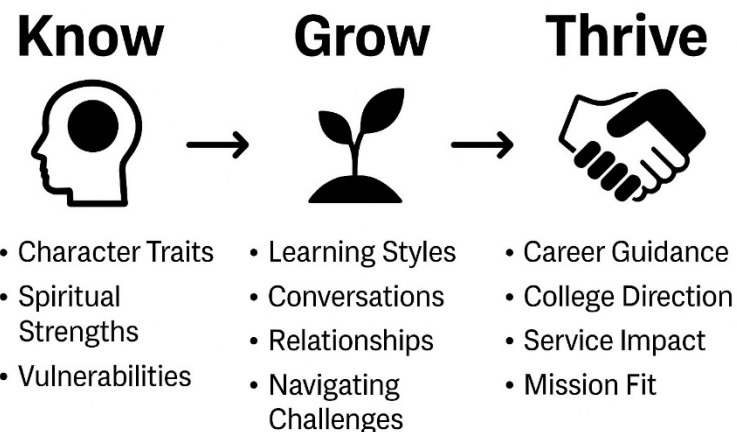 Know
Grow
Thrive
• Character Traits
• Spiritual
Strengths
• Vulnerabilities
• Learning Styles
• Conversations
• Relationships
• Navigating
Challenges
• Career Guidance
• College Direction
• Service Impact
• Mission Fit